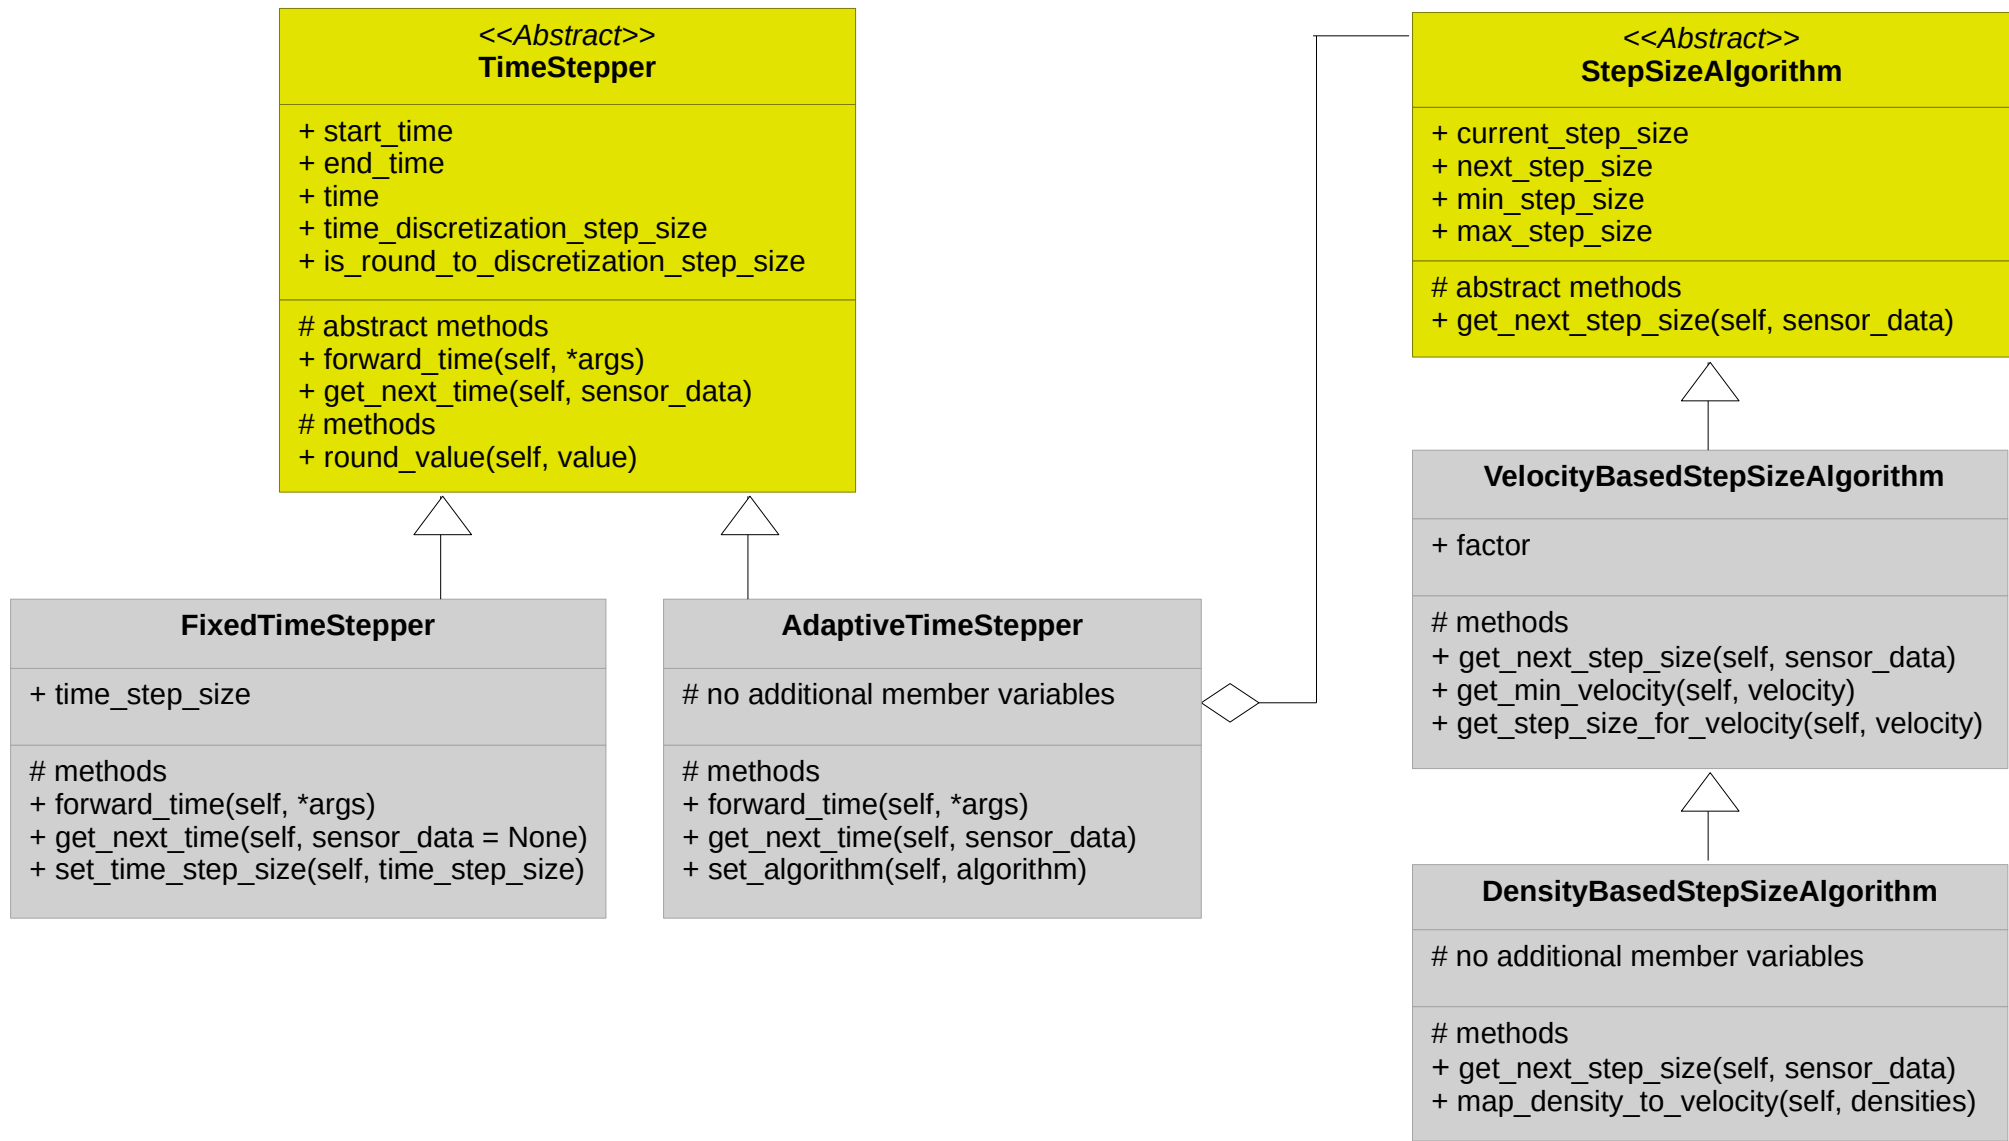 <<Abstract>>
TimeStepper
+ start_time
+ end_time
+ time
+ time_discretization_step_size
+ is_round_to_discretization_step_size
# abstract methods
+ forward_time(self, *args)
+ get_next_time(self, sensor_data)
# methods
+ round_value(self, value)
<<Abstract>>
StepSizeAlgorithm
+ current_step_size
+ next_step_size
+ min_step_size
+ max_step_size
# abstract methods
+ get_next_step_size(self, sensor_data)
FixedTimeStepper
+ time_step_size
# methods
+ forward_time(self, *args)
+ get_next_time(self, sensor_data = None)
+ set_time_step_size(self, time_step_size)
AdaptiveTimeStepper
# no additional member variables
# methods
+ forward_time(self, *args)
+ get_next_time(self, sensor_data)
+ set_algorithm(self, algorithm)
VelocityBasedStepSizeAlgorithm
+ factor
# methods
+ get_next_step_size(self, sensor_data)
+ get_min_velocity(self, velocity)
+ get_step_size_for_velocity(self, velocity)
DensityBasedStepSizeAlgorithm
# no additional member variables
# methods
+ get_next_step_size(self, sensor_data)
+ map_density_to_velocity(self, densities)